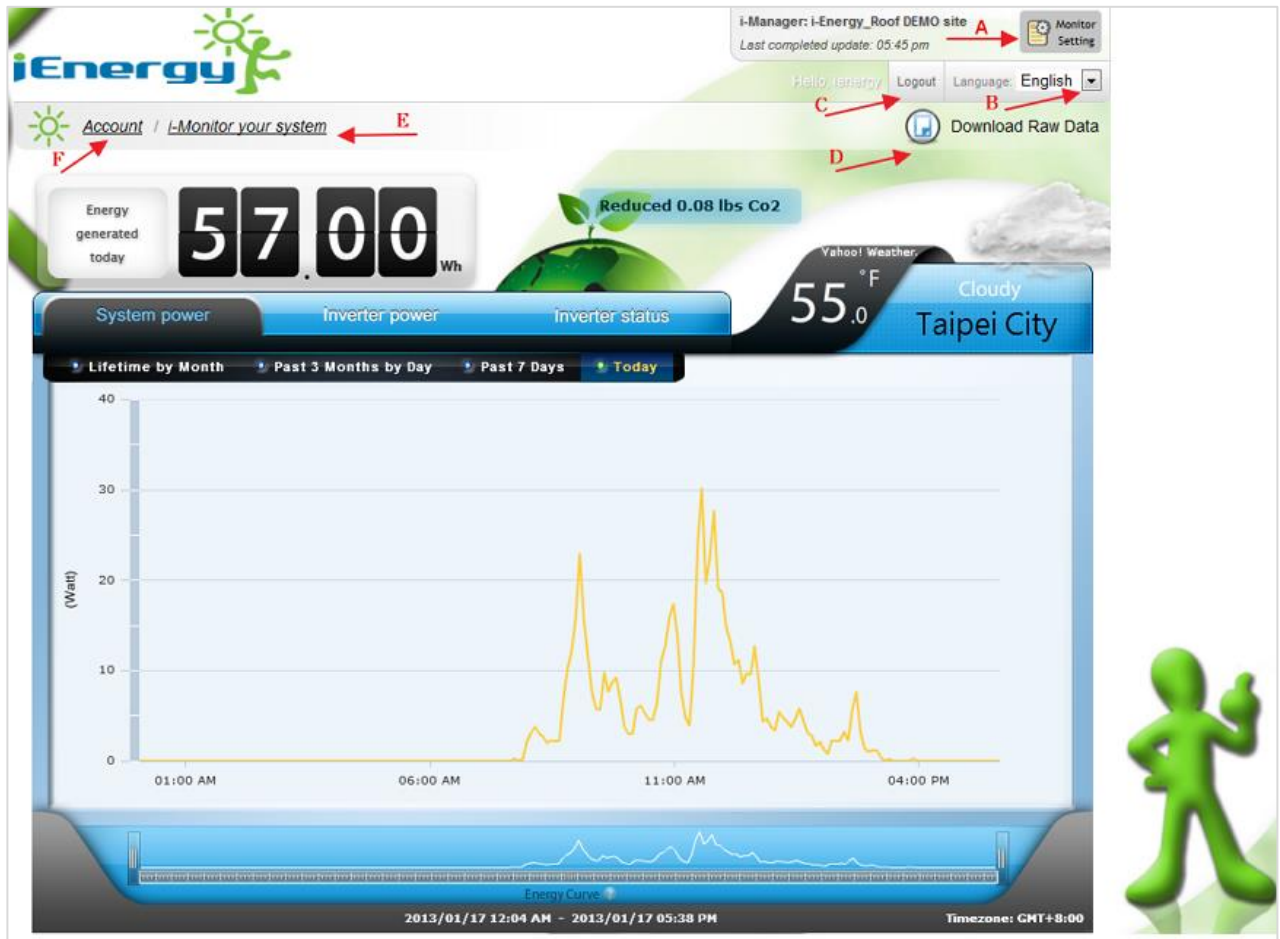 iEnergy
i-Manager: i-Energy_Roof DEMO site
Last completed update: 05:45 pm
A
Monitor
Setting
Hello, ienergy
Logout
Language: English
C
B
Account / i-Monitor your system
E
F
Download Raw Data
D
Energy
generated
today
57.00
Wh
Reduced 0.08 lbs Co2
Yahoo! Weather.
55.0 °F
Cloudy
Taipei City
System power
Inverter power
Inverter status
Lifetime by Month
Past 3 Months by Day
Past 7 Days
Today
40
30
20
10
0
(Watt)
01:00 AM
06:00 AM
11:00 AM
04:00 PM
Energy Curve ?
2013/01/17 12:04 AM - 2013/01/17 05:38 PM
Timezone: GMT+8:00